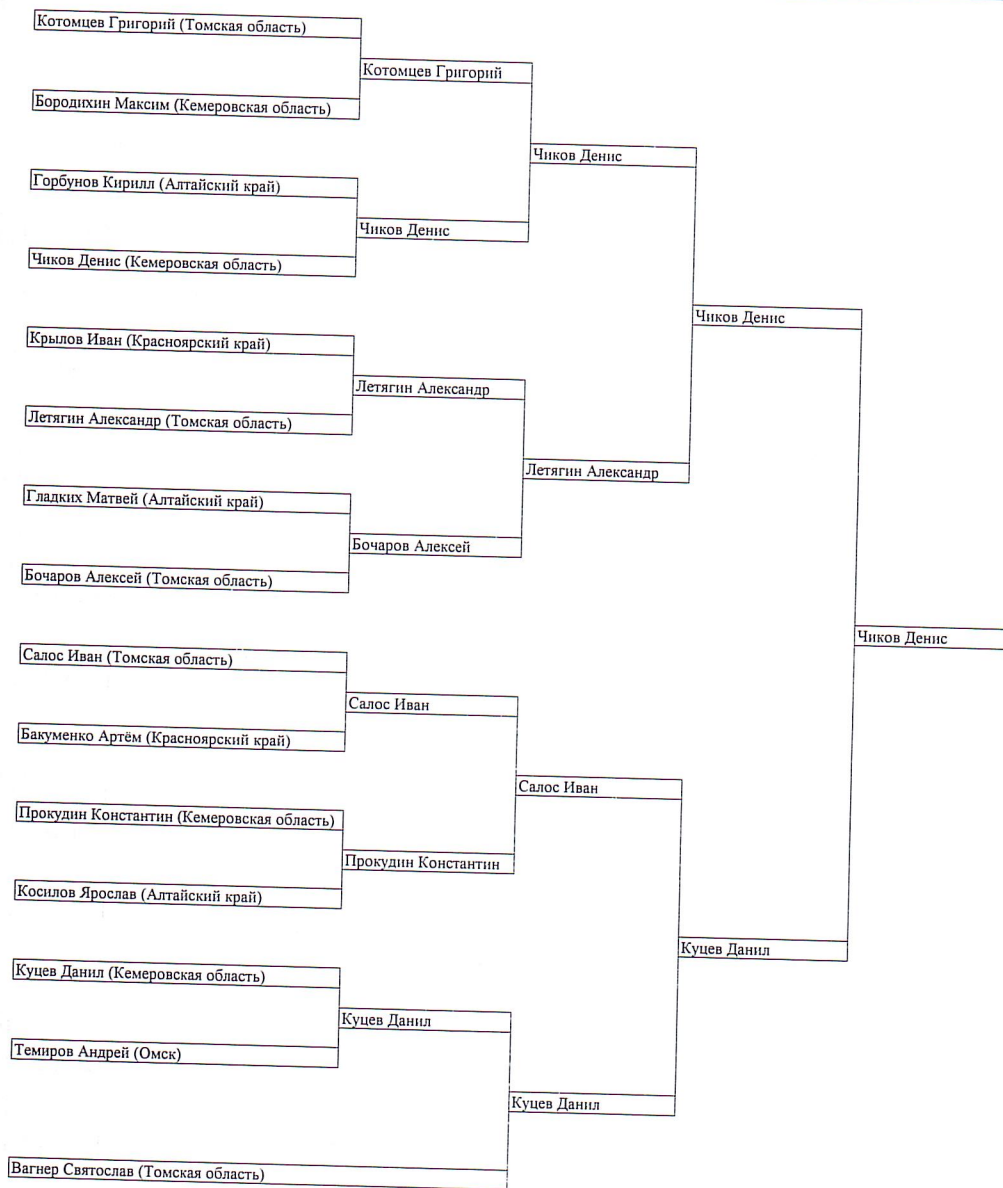 Котомцев Григорий (Томская область)
Котомцев Григорий
Бородихин Максим (Кемеровская область)
Чиков Денис
Горбунов Кирилл (Алтайский край)
Чиков Денис
Чиков Денис (Кемеровская область)
Чиков Денис
Крылов Иван (Красноярский край)
Летягин Александр
Летягин Александр (Томская область)
Летягин Александр
Гладких Матвей (Алтайский край)
Бочаров Алексей
Бочаров Алексей (Томская область)
Чиков Денис
Салос Иван (Томская область)
Салос Иван
Бакуменко Артём (Красноярский край)
Салос Иван
Прокудин Константин (Кемеровская область)
Прокудин Константин
Косилов Ярослав (Алтайский край)
Куцев Данил
Куцев Данил (Кемеровская область)
Куцев Данил
Темиров Андрей (Омск)
Куцев Данил
Вагнер Святослав (Томская область)